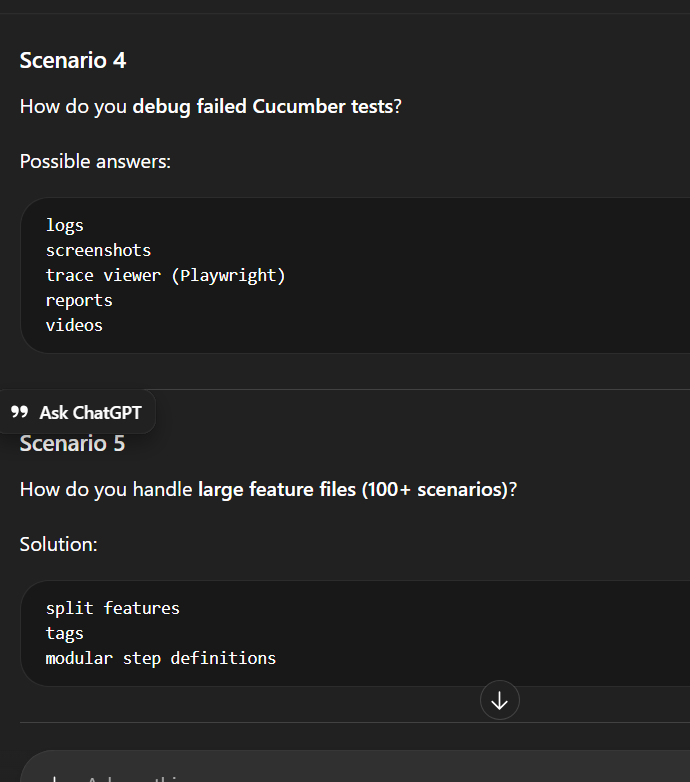 Scenario 4
How do you debug failed Cucumber tests?
Possible answers:
logs
screenshots
trace viewer (Playwright)
reports
videos
Ask ChatGPT
Scenario 5
How do you handle large feature files (100+ scenarios)?
Solution:
split features
tags
modular step definitions